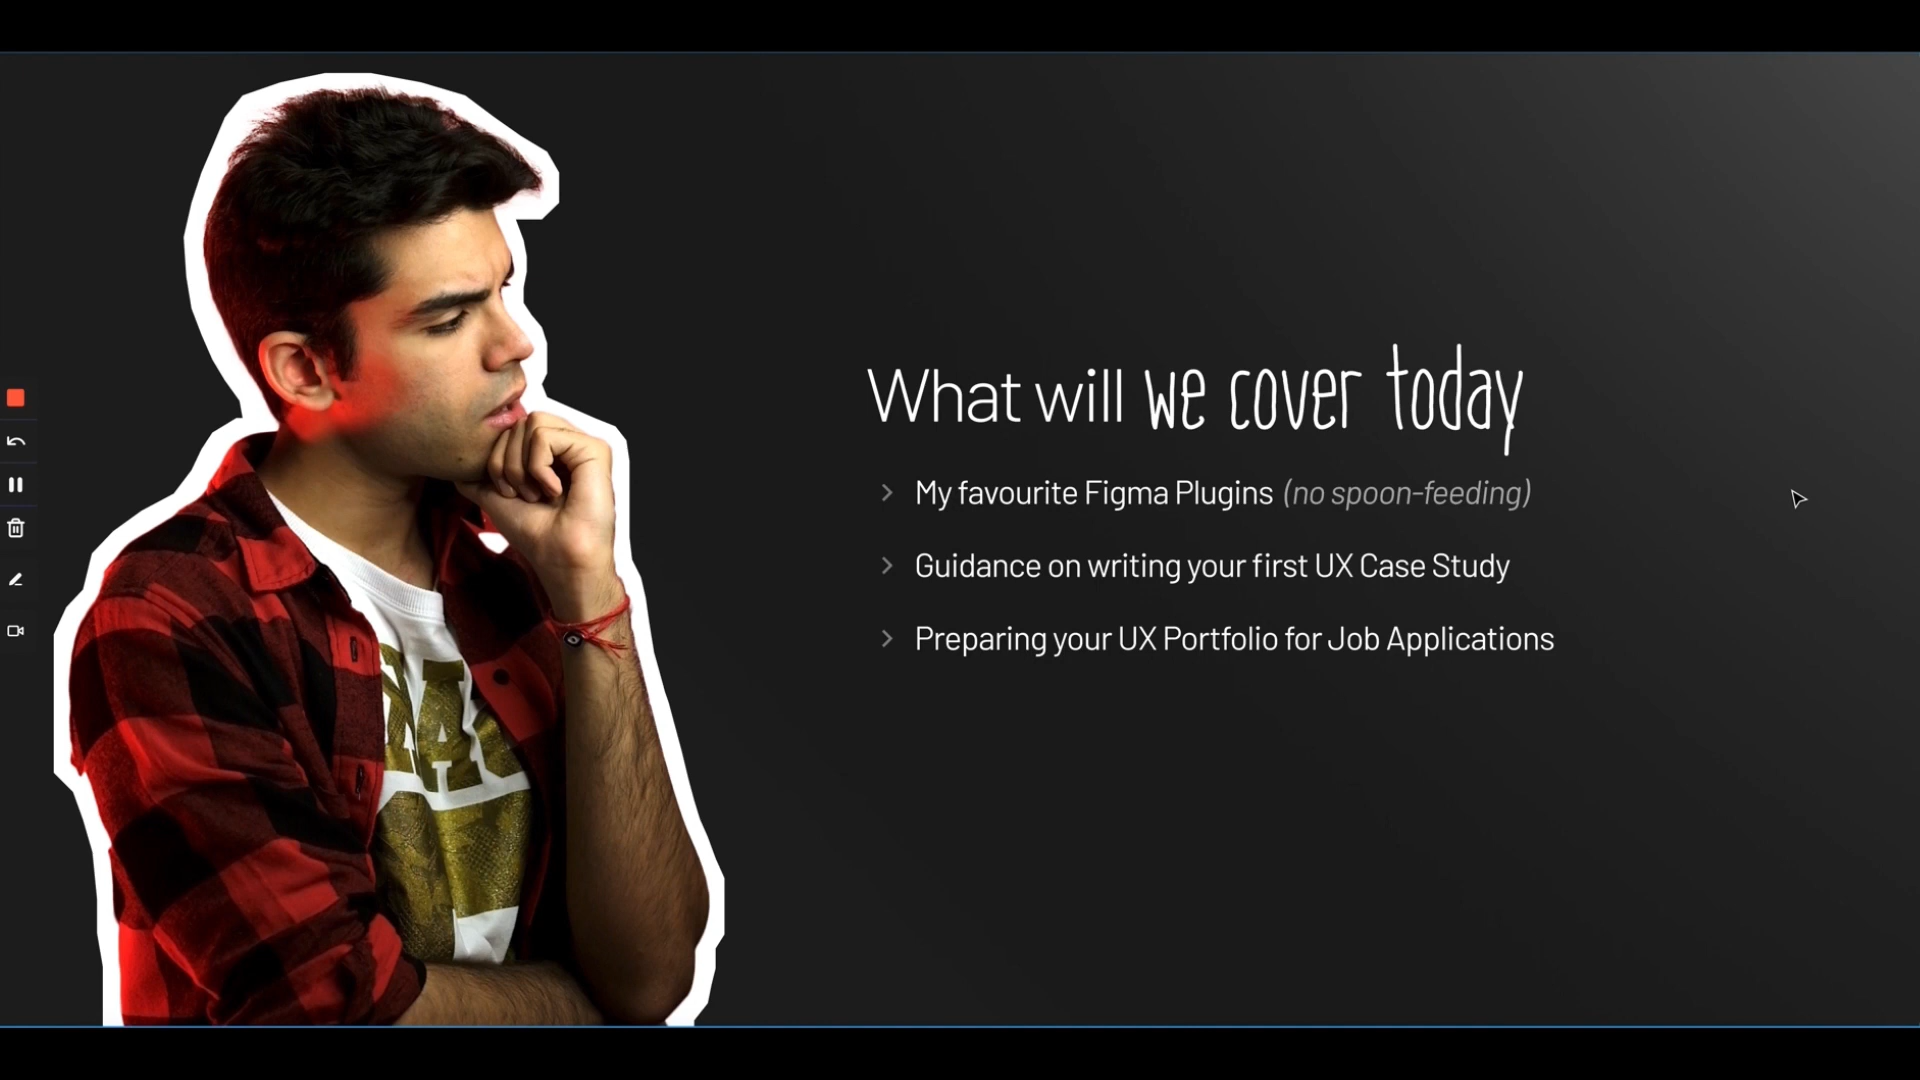 What will we cover today
My favourite Figma Plugins (no spoon-feeding)
Guidance on writing your first UX Case Study
Preparing your UX Portfolio for Job Applications